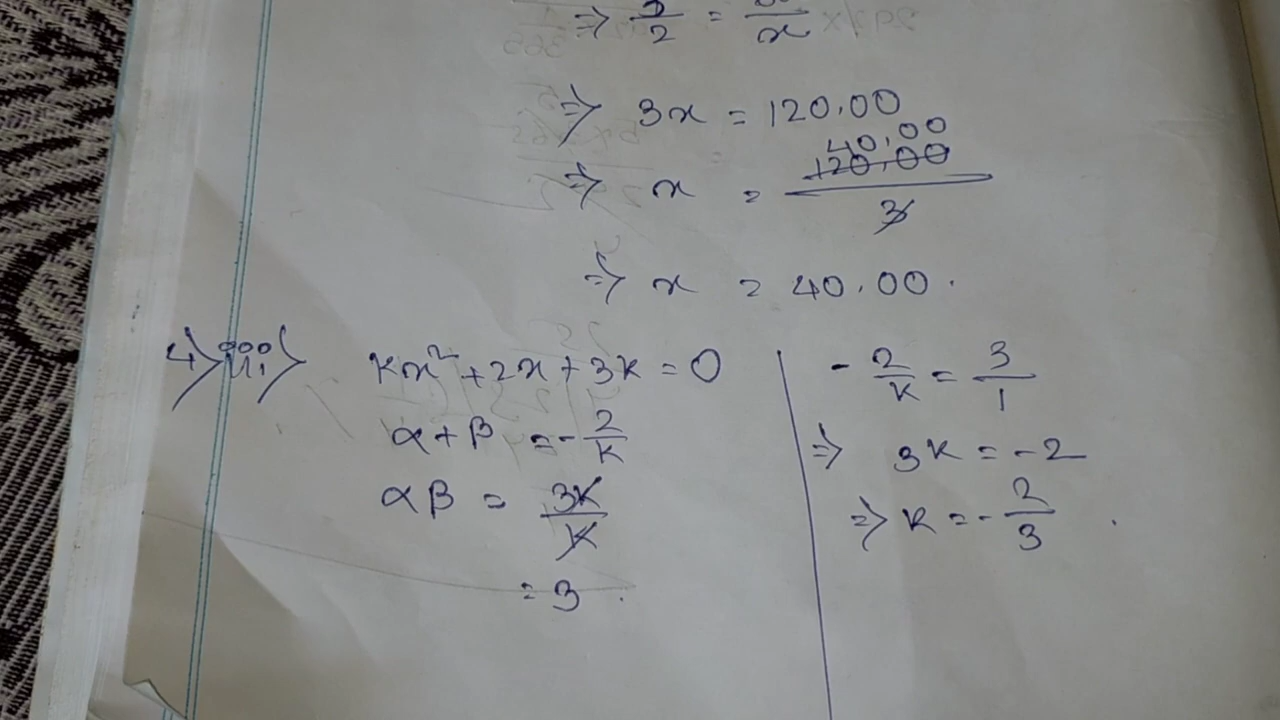 ⇒ 3x = 120.00
40.00
⇒ x = 120.00 / 3
⇒ x = 40.00.
4) iii) Kx² + 2x + 3K = 0
α + β = - 2/K
αβ = 3K/K
= 3.
- 2/K = 3/1
⇒ 3K = -2
⇒ K = - 2/3.